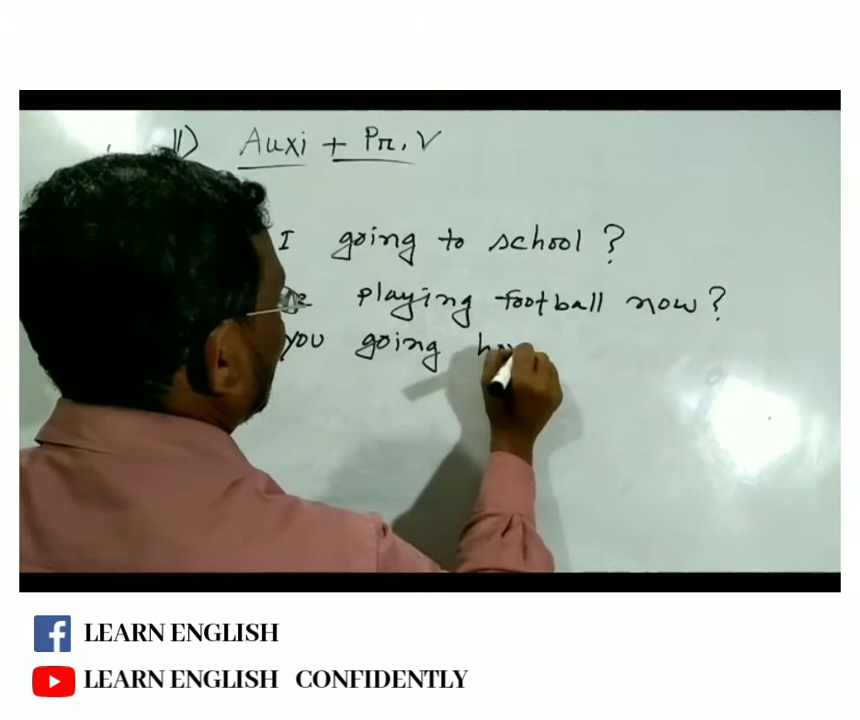 II) Auxi + Pr. V
I going to school ?
playing football now ?
you going
LEARN ENGLISH
LEARN ENGLISH CONFIDENTLY